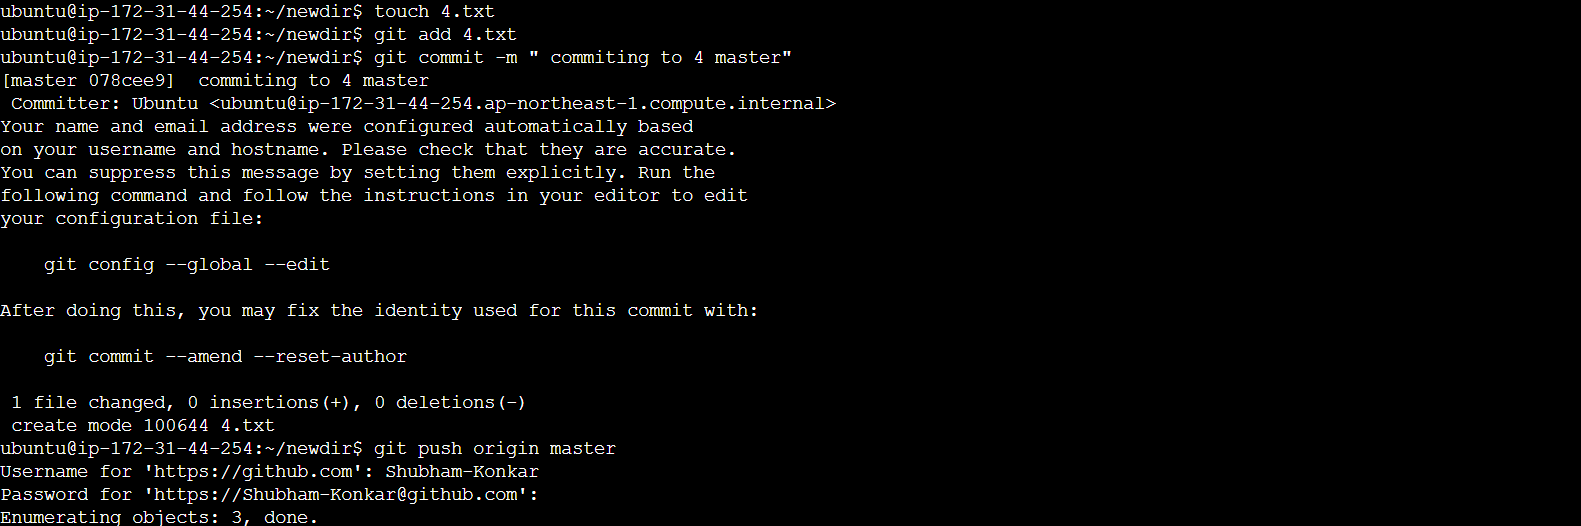 ubuntu@ip-172-31-44-254:~/newdir$ touch 4.txt
ubuntu@ip-172-31-44-254:~/newdir$ git add 4.txt
ubuntu@ip-172-31-44-254:~/newdir$ git commit -m " commiting to 4 master"
[master 078cee9]  commiting to 4 master
 Committer: Ubuntu <ubuntu@ip-172-31-44-254.ap-northeast-1.compute.internal>
Your name and email address were configured automatically based
on your username and hostname. Please check that they are accurate.
You can suppress this message by setting them explicitly. Run the
following command and follow the instructions in your editor to edit
your configuration file:

    git config --global --edit

After doing this, you may fix the identity used for this commit with:

    git commit --amend --reset-author

 1 file changed, 0 insertions(+), 0 deletions(-)
 create mode 100644 4.txt
ubuntu@ip-172-31-44-254:~/newdir$ git push origin master
Username for 'https://github.com': Shubham-Konkar
Password for 'https://Shubham-Konkar@github.com':
Enumerating objects: 3, done.